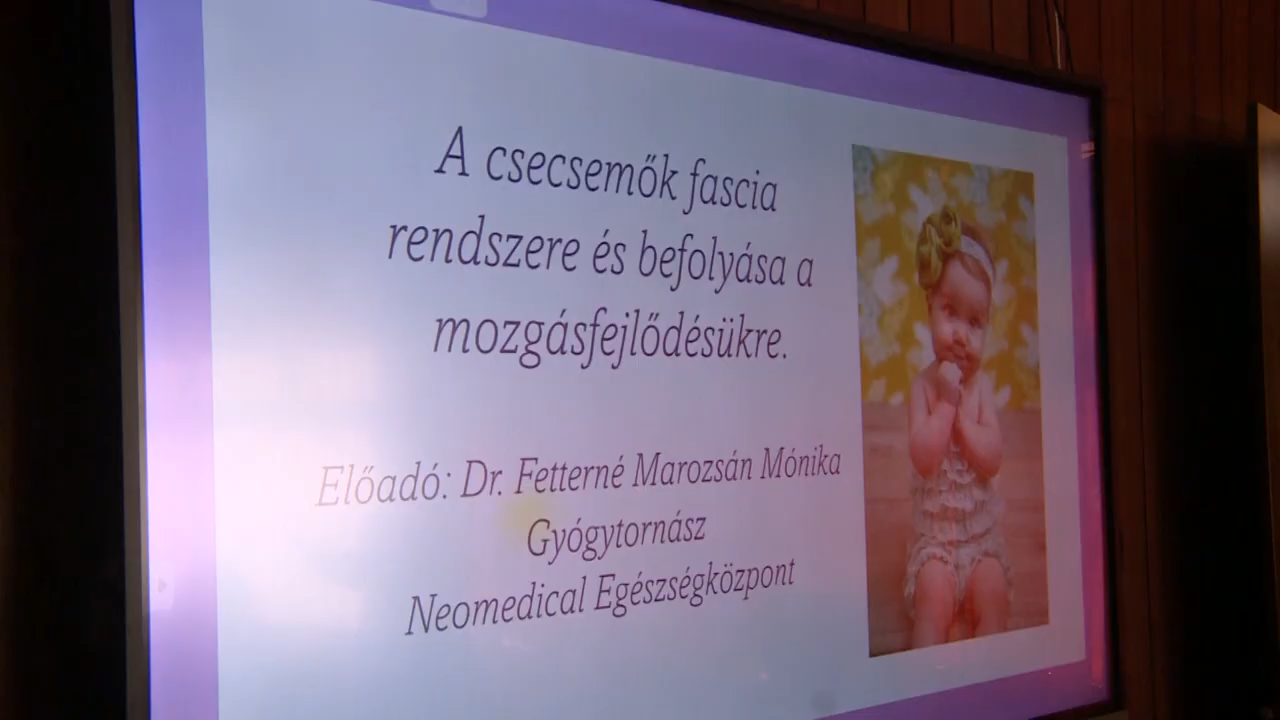 A csecsemők fascia
rendszere és befolyása a
mozgásfejlődésükre.
Előadó: Dr. Fetterné Marozsán Mónika
Gyógytornász
Neomedical Egészségközpont